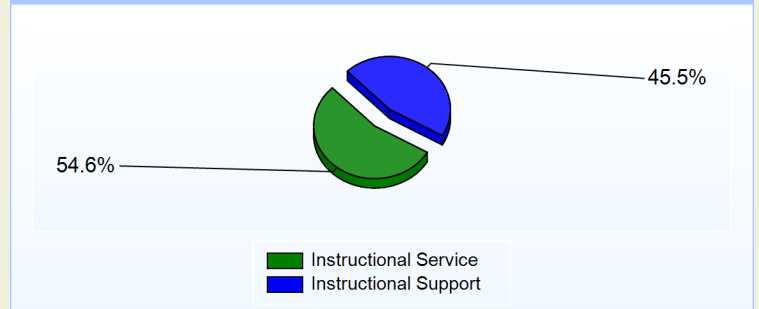 45.5%
54.6%
Instructional Service
Instructional Support